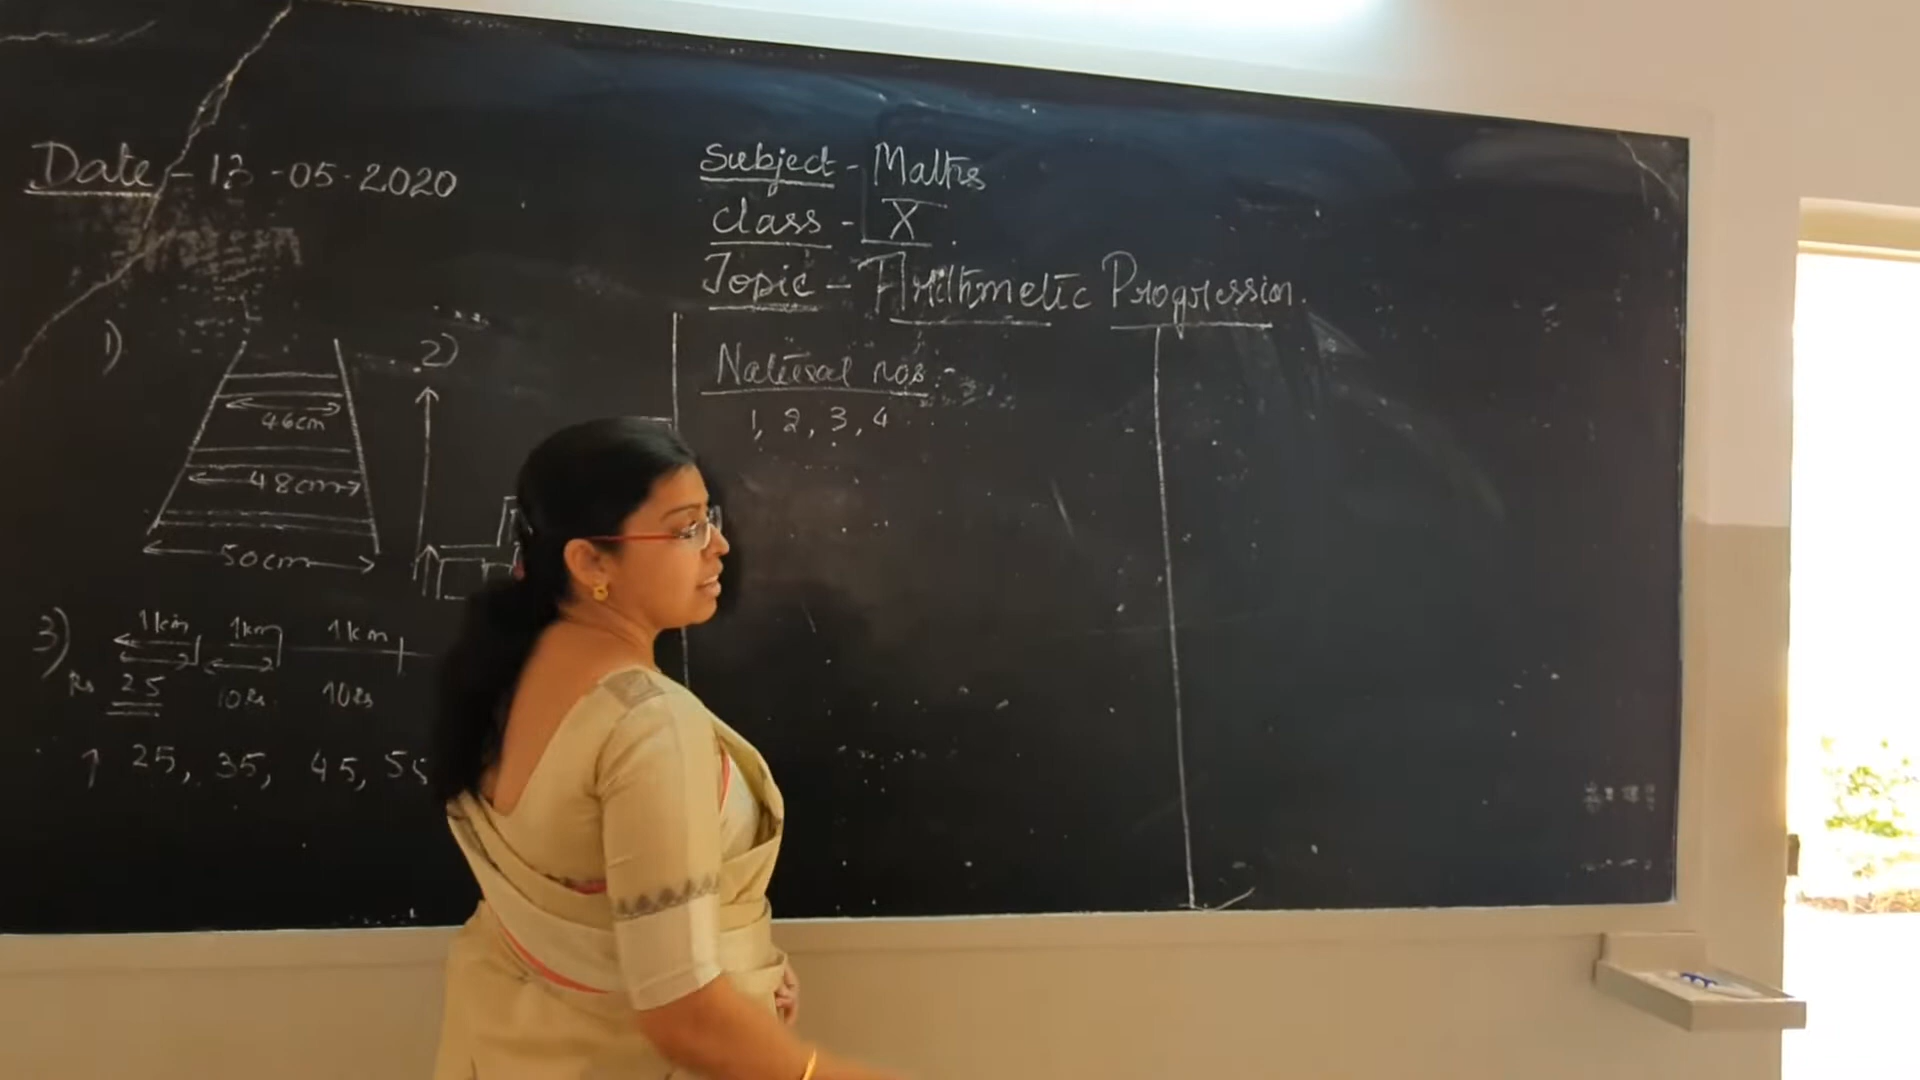 Date - 13-05-2020
Subject - Maths
Class - X
Topic - Arithmetic Progression.
1)
46cm
48cm
50cm
2)
3)
1km 1km 1km
Rs 25 10Rs 10Rs
25, 35, 45, 55
Natural nos:-
1, 2, 3, 4